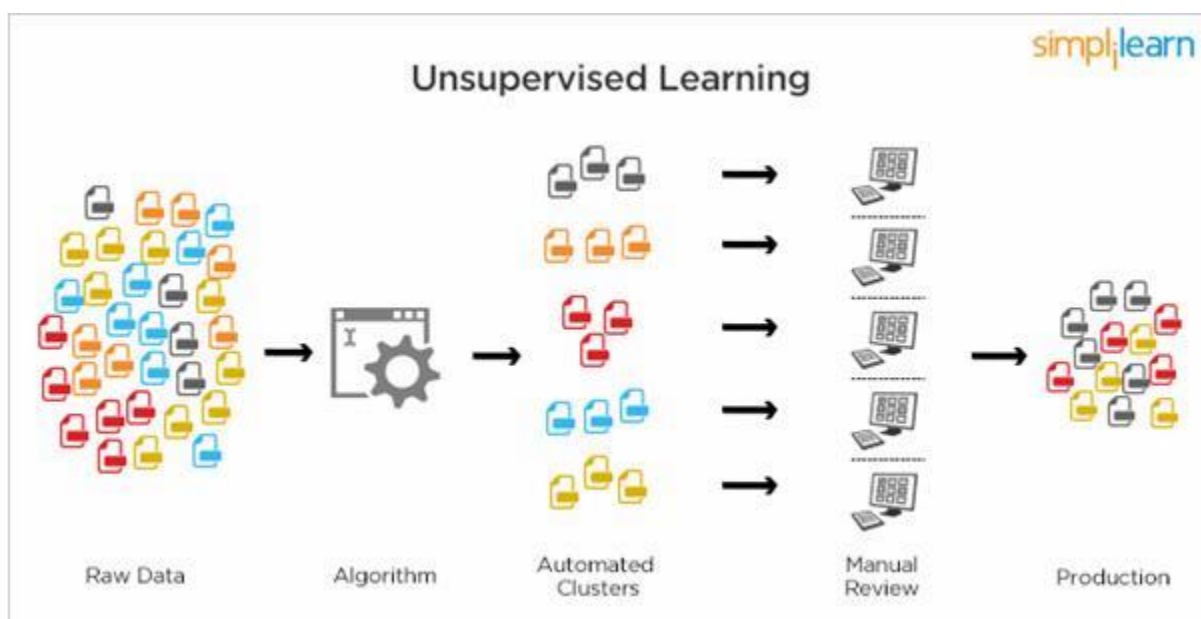 simplilearn
Unsupervised Learning
Raw Data
Algorithm
Automated
Clusters
Manual
Review
Production